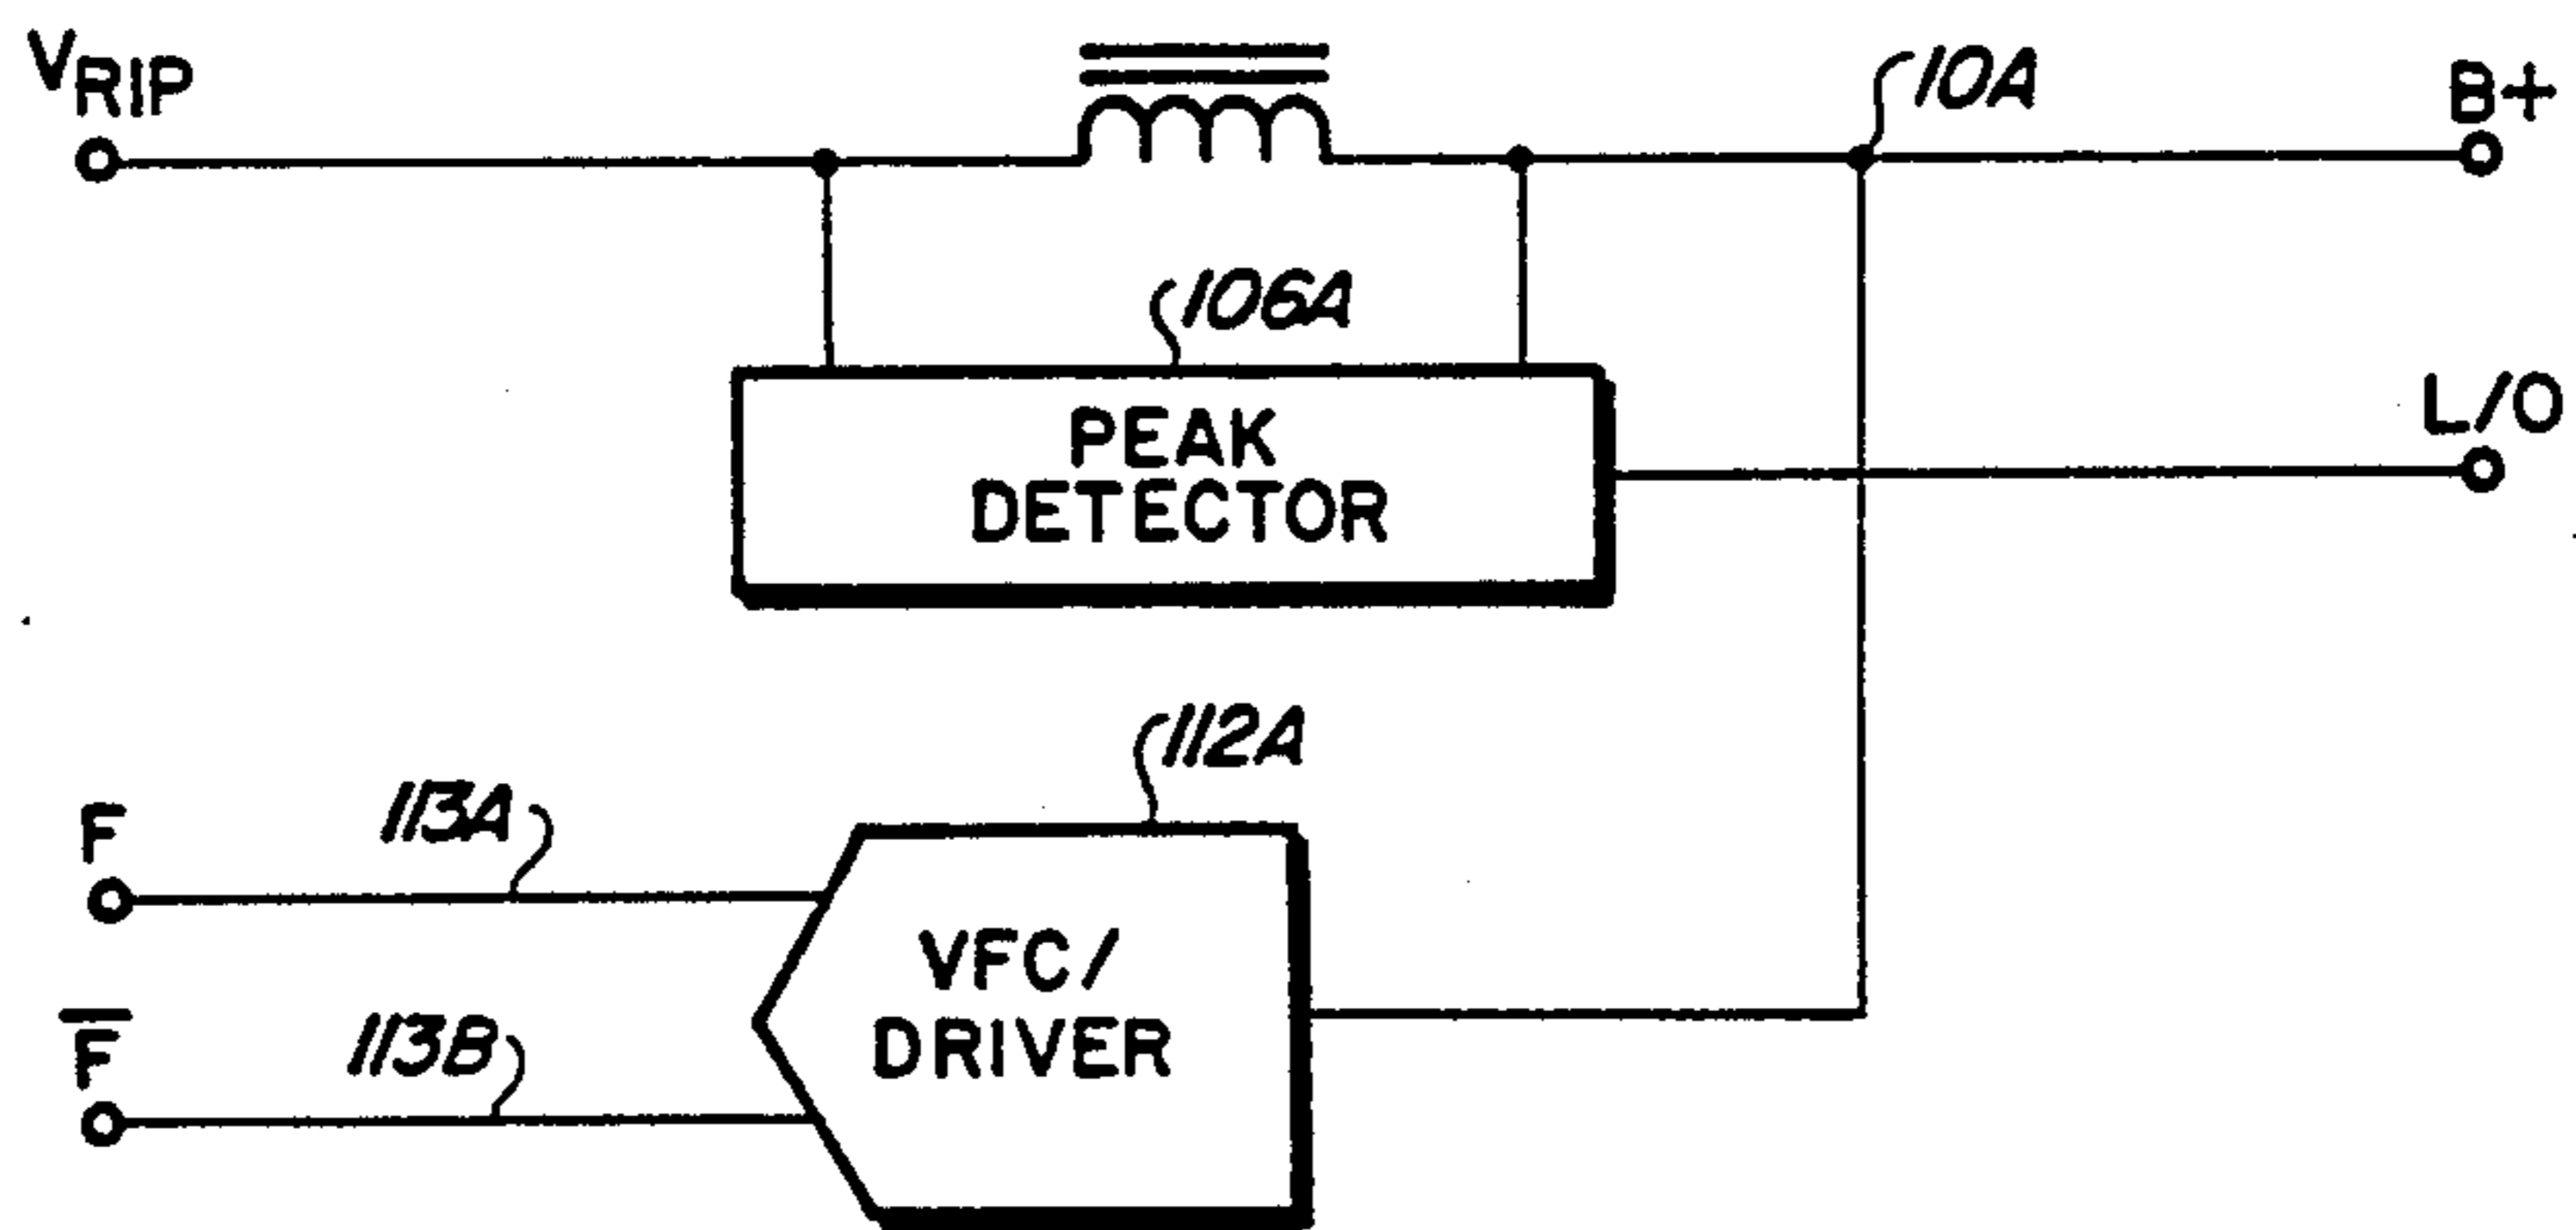 VRIP
10A
B+
106A
L/O
PEAK
DETECTOR
112A
F
113A
VFC/
DRIVER
F̅
113B